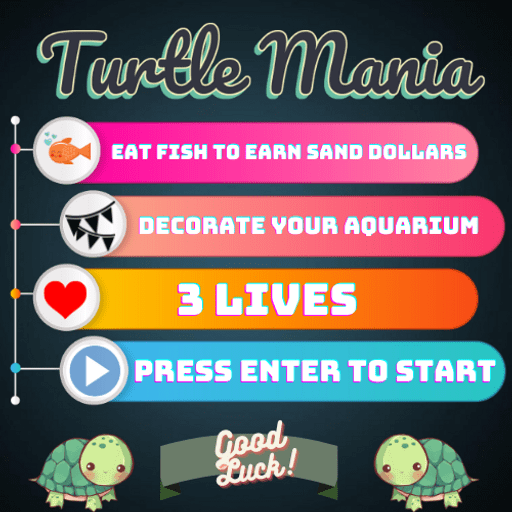 Turtle Mania
EAT FISH TO EARN SAND DOLLARS
DECORATE YOUR AQUARIUM
3 LIVES
PRESS ENTER TO START
Good
Luck!